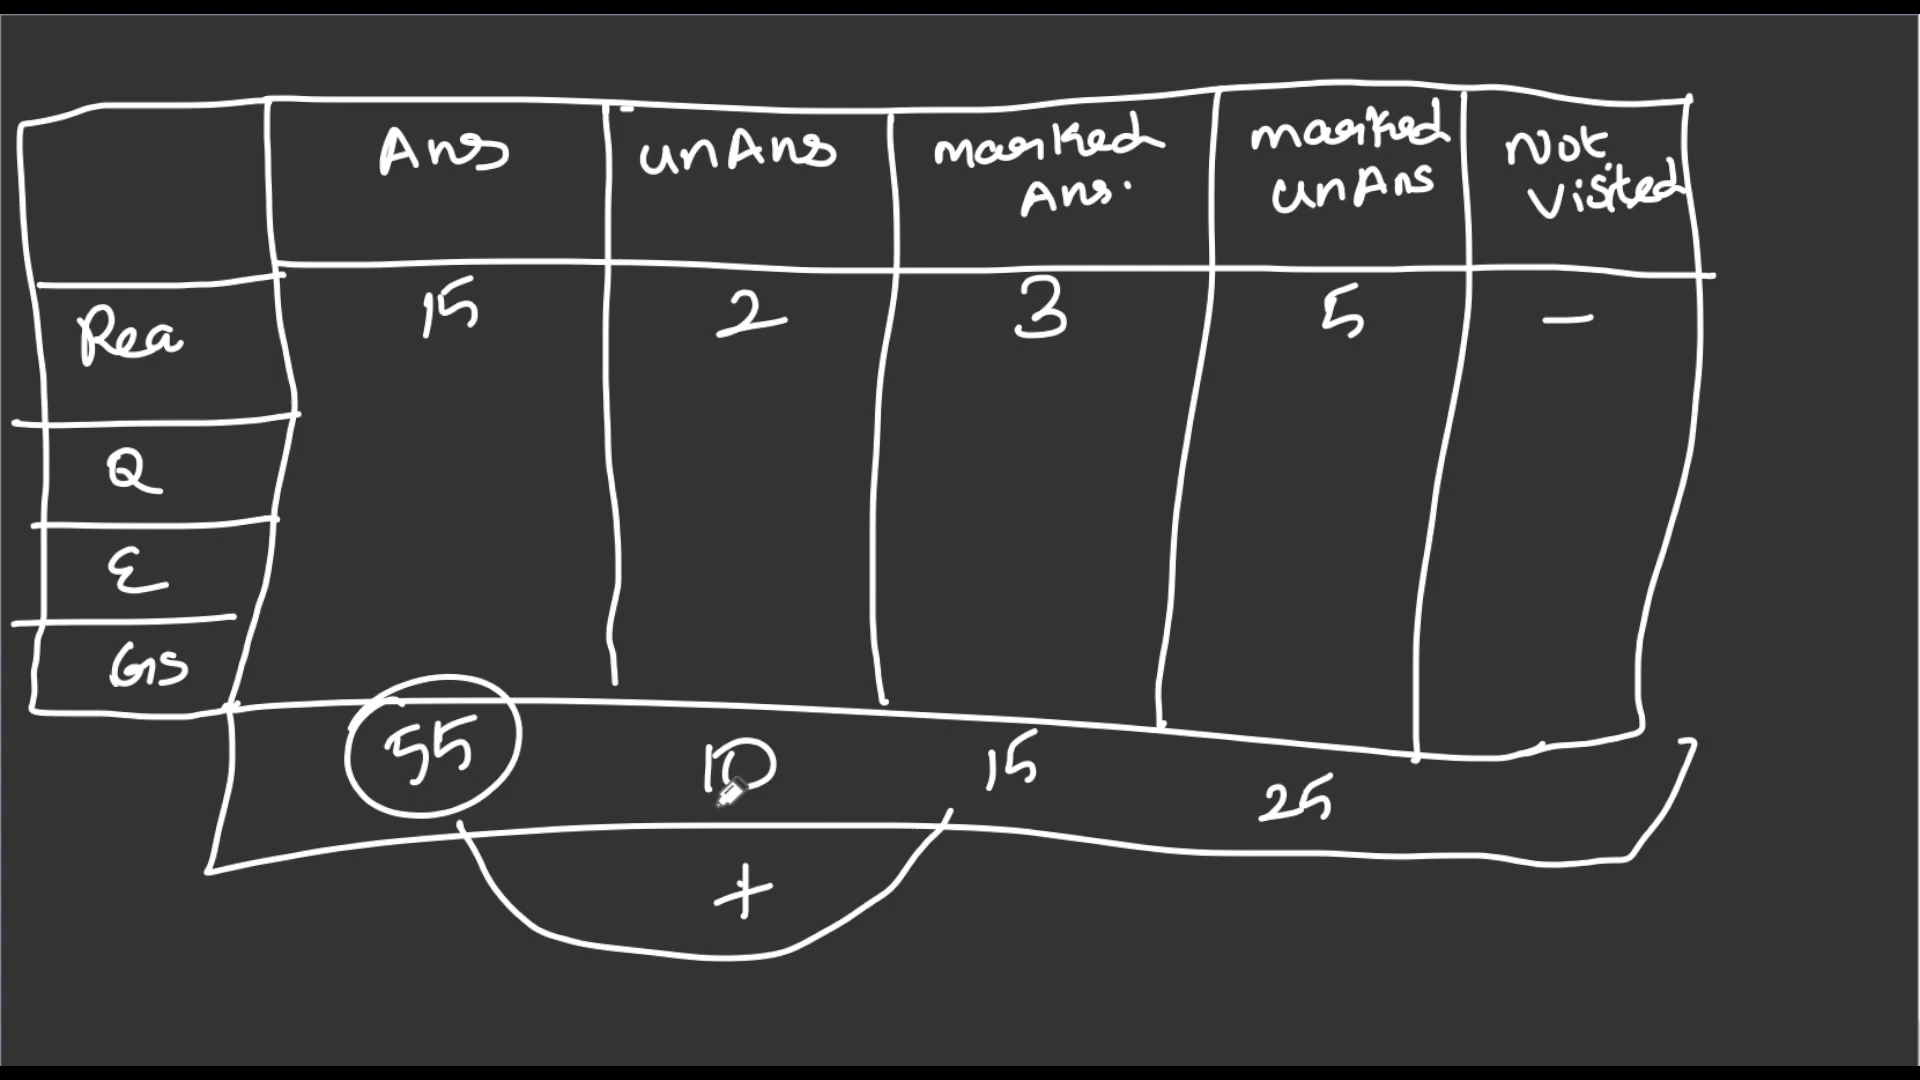 Ans unAns marked Ans. marked unAns Not Visited
Rea 15 2 3 5 -
Q
E
GS
55 10 15 25
+